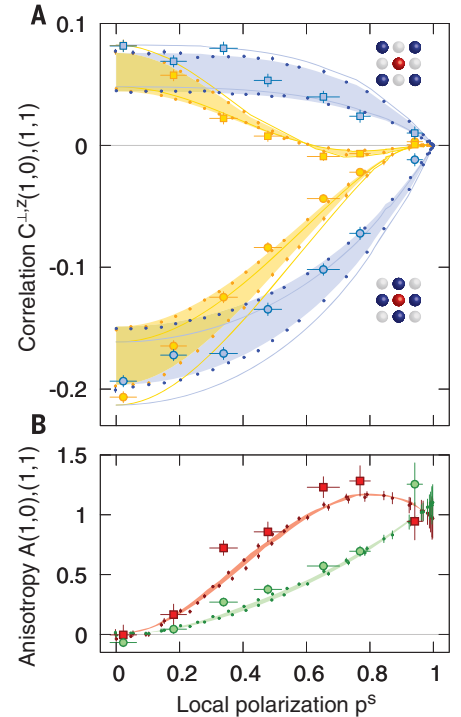 A
0.1
0
-0.1
-0.2
Correlation C⊥,z(1,0),(1,1)
B
1.5
1
0.5
0
Anisotropy A(1,0),(1,1)
0 0.2 0.4 0.6 0.8 1
Local polarization pˢ